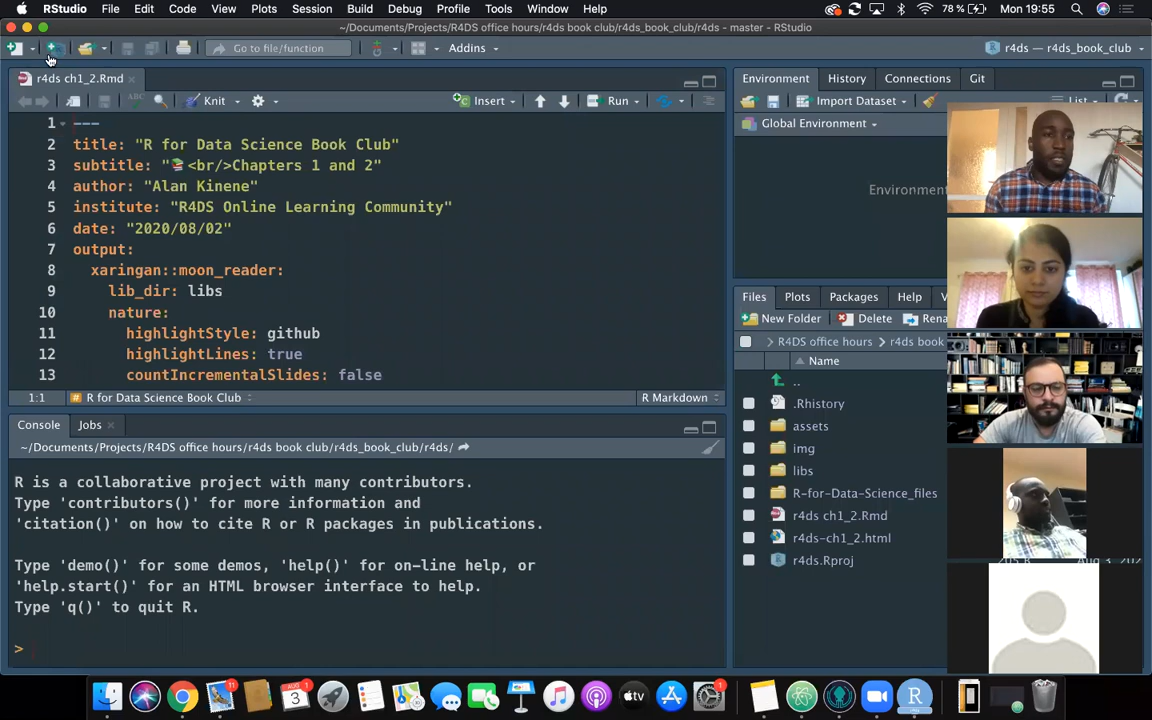 RStudio File Edit Code View Plots Session Build Debug Profile Tools Window Help 78 % Mon 19:55
~/Documents/Projects/R4DS office hours/r4ds book club/r4ds_book_club/r4ds - master - RStudio
Go to file/function Addins r4ds — r4ds_book_club
r4ds ch1_2.Rmd
ABC Knit Insert Run
1 ---
2 title: "R for Data Science Book Club"
3 subtitle: "📚 <br/>Chapters 1 and 2"
4 author: "Alan Kinene"
5 institute: "R4DS Online Learning Community"
6 date: "2020/08/02"
7 output:
8 xaringan::moon_reader:
9 lib_dir: libs
10 nature:
11 highlightStyle: github
12 highlightLines: true
13 countIncrementalSlides: false
1:1 R for Data Science Book Club R Markdown
Console Jobs
~/Documents/Projects/R4DS office hours/r4ds book club/r4ds_book_club/r4ds/
R is a collaborative project with many contributors.
Type 'contributors()' for more information and
'citation()' on how to cite R or R packages in publications.
Type 'demo()' for some demos, 'help()' for on-line help, or
'help.start()' for an HTML browser interface to help.
Type 'q()' to quit R.
>
Environment History Connections Git
Import Dataset List
Global Environment
Environment
Files Plots Packages Help V
New Folder Delete Rena
R4DS office hours r4ds book
Name
..
.Rhistory
assets
img
libs
R-for-Data-Science_files
r4ds ch1_2.Rmd
r4ds-ch1_2.html
r4ds.Rproj
11 AUG 3 1 tv 1 R